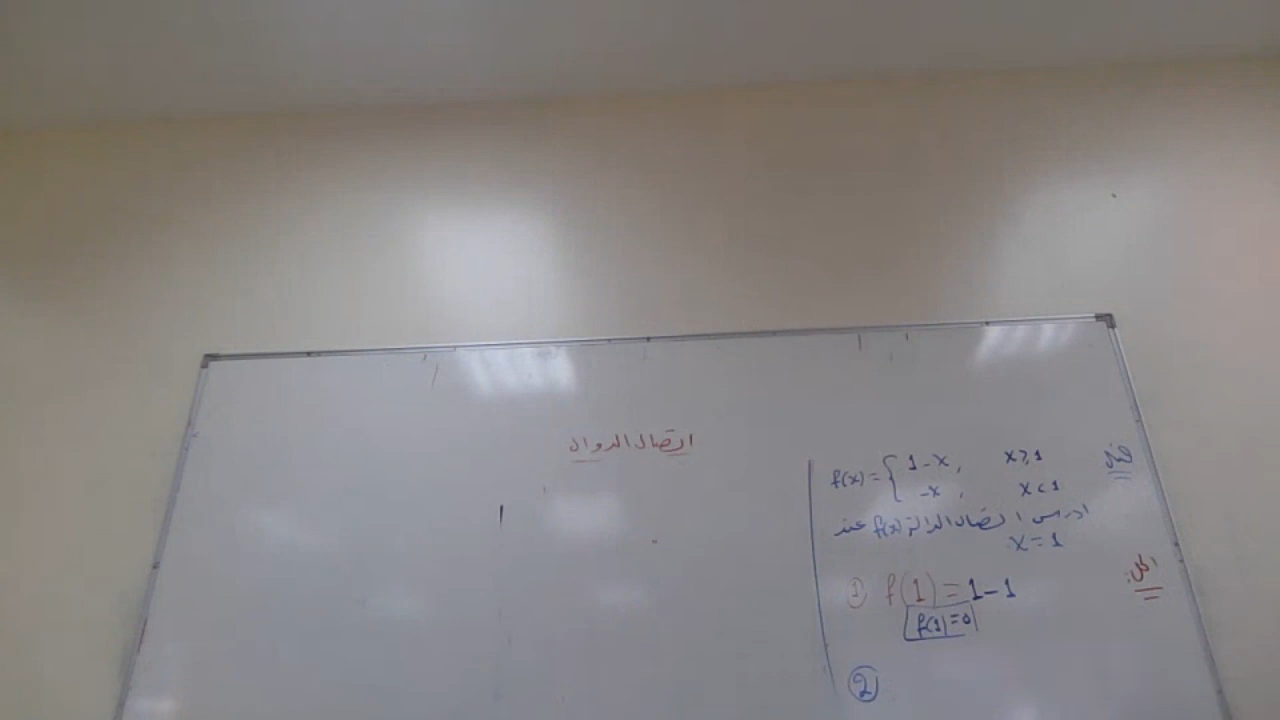 اتصال الدوال
مثال
f(x) = { 1 - x , x ≥ 1
-x , x < 1
ادرس اتصال الدالة f(x) عند
x = 1
الحل:
① f(1) = 1 - 1
f(1) = 0
②